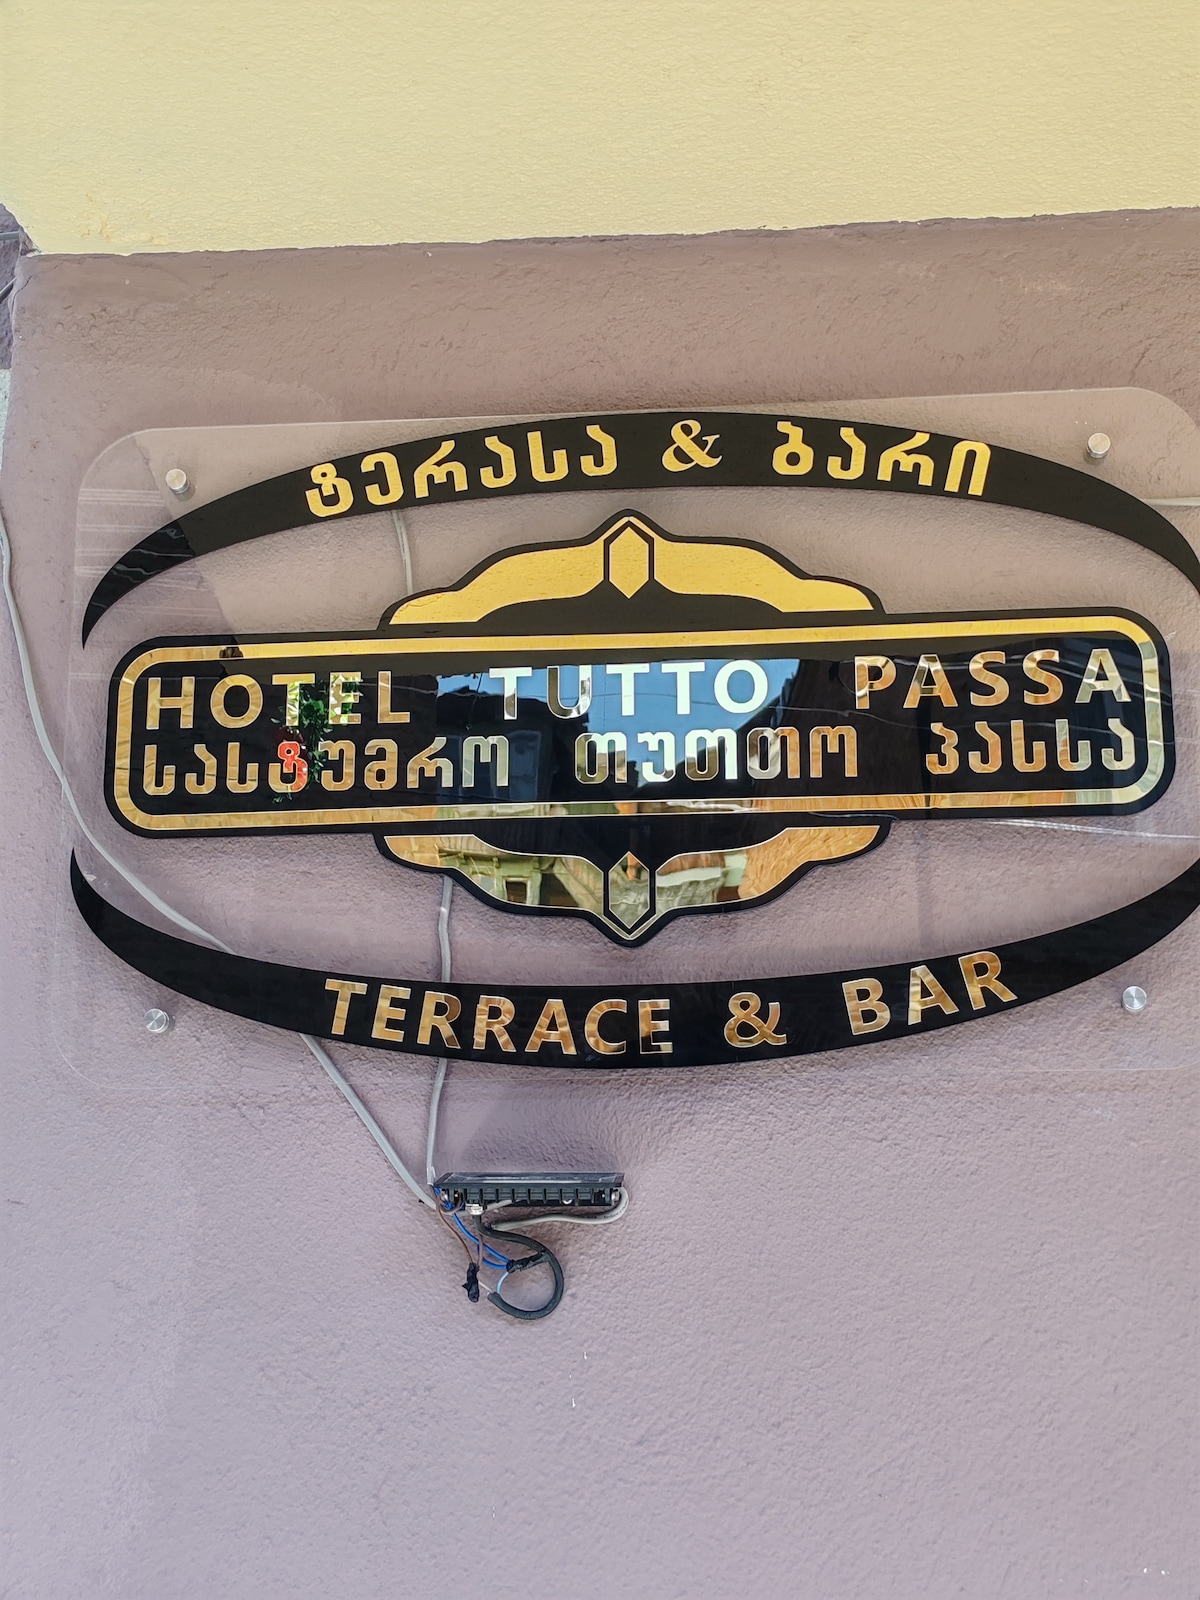 ტერასა & ბარი
HOTEL TUTTO PASSA
სასტუმრო თუთთო პასსა
TERRACE & BAR